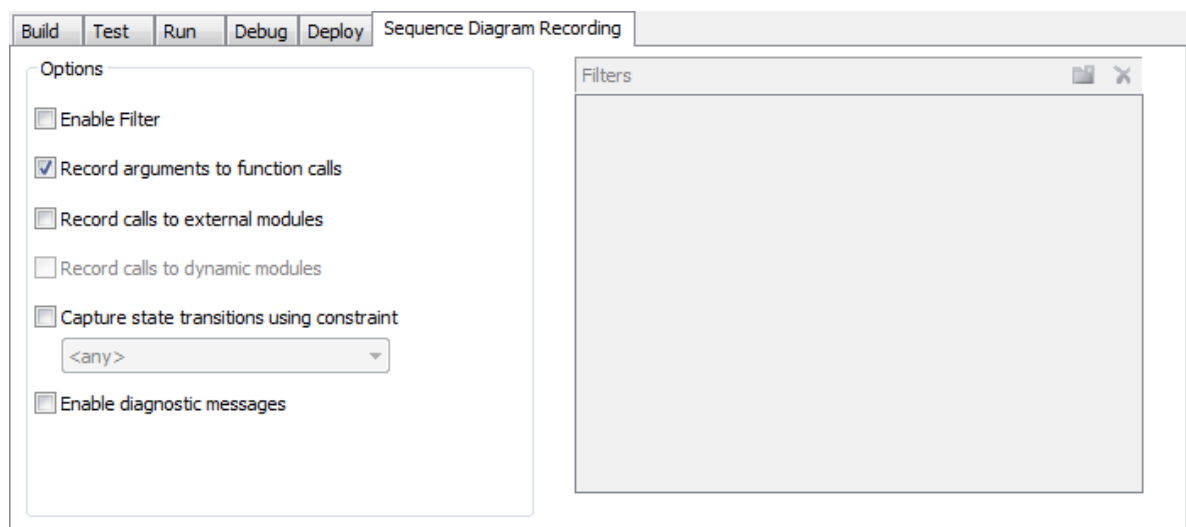 Build Test Run Debug Deploy Sequence Diagram Recording
Options
Enable Filter
Record arguments to function calls
Record calls to external modules
Record calls to dynamic modules
Capture state transitions using constraint
<any>
Enable diagnostic messages
Filters